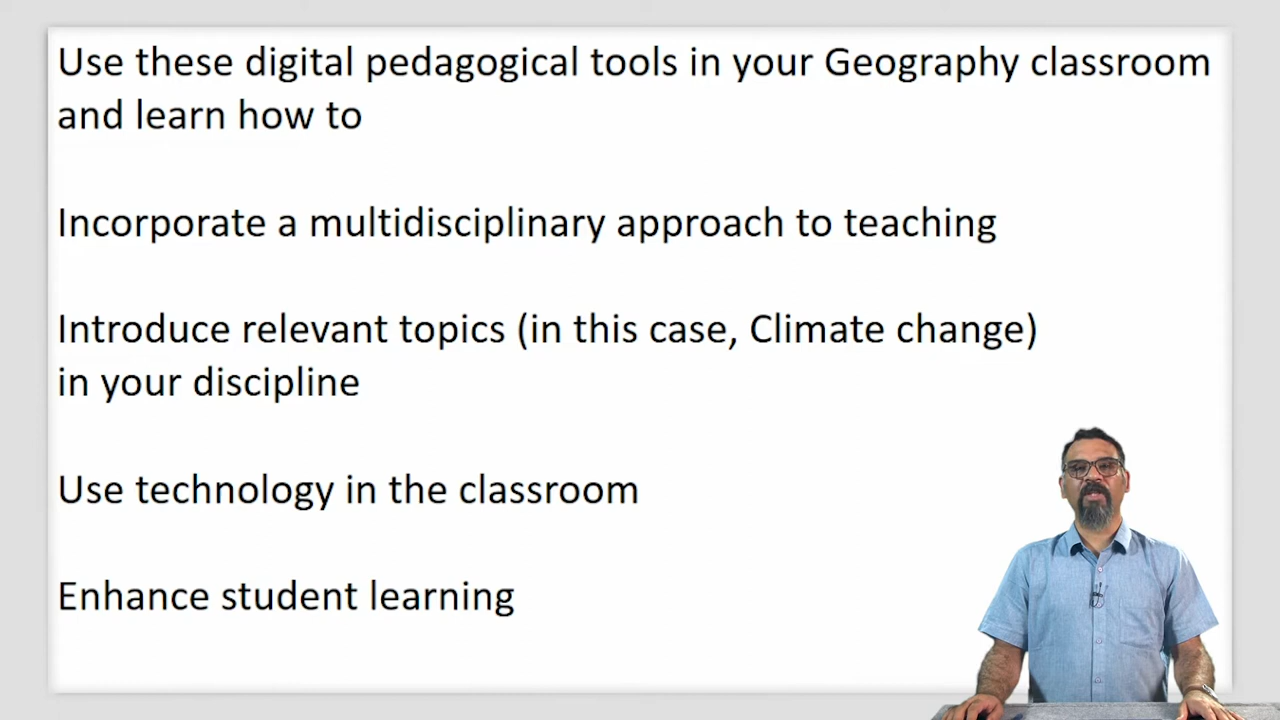 Use these digital pedagogical tools in your Geography classroom
and learn how to
Incorporate a multidisciplinary approach to teaching
Introduce relevant topics (in this case, Climate change)
in your discipline
Use technology in the classroom
Enhance student learning